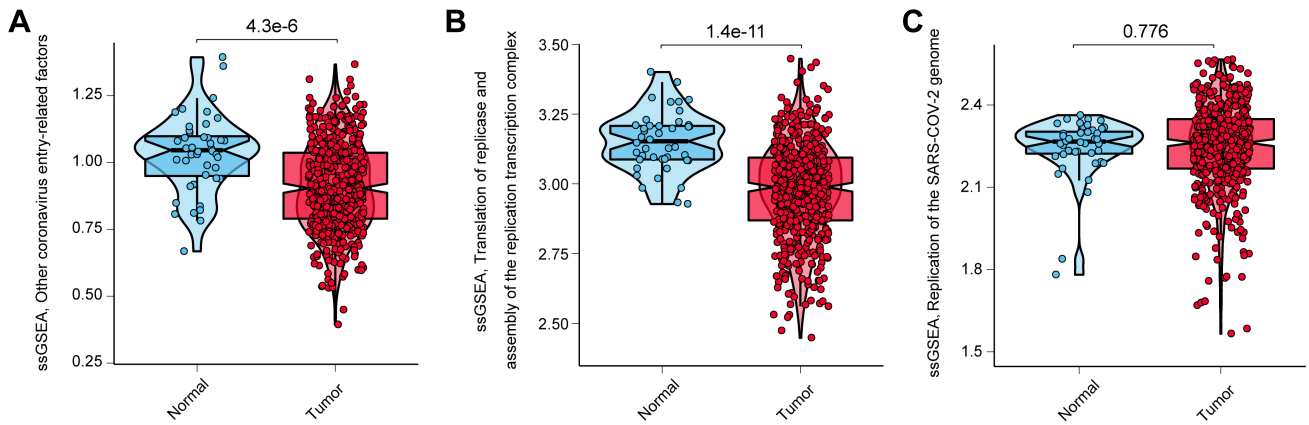 A
ssGSEA, Other coronavirus entry-related factors
4.3e-6
1.25
1.00
0.75
0.50
0.25
Normal
Tumor
B
ssGSEA, Translation of replicase and
assembly of the replication transcription complex
1.4e-11
3.50
3.25
3.00
2.75
2.50
Normal
Tumor
C
ssGSEA, Replication of the SARS-COV-2 genome
0.776
2.4
2.1
1.8
1.5
Normal
Tumor